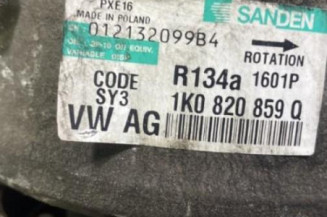 PXE16
SANDEN
MADE IN POLAND
012132099B4
ROTATION
CODE R134a 1601P
SY3 1K0 820 859 Q
VW AG